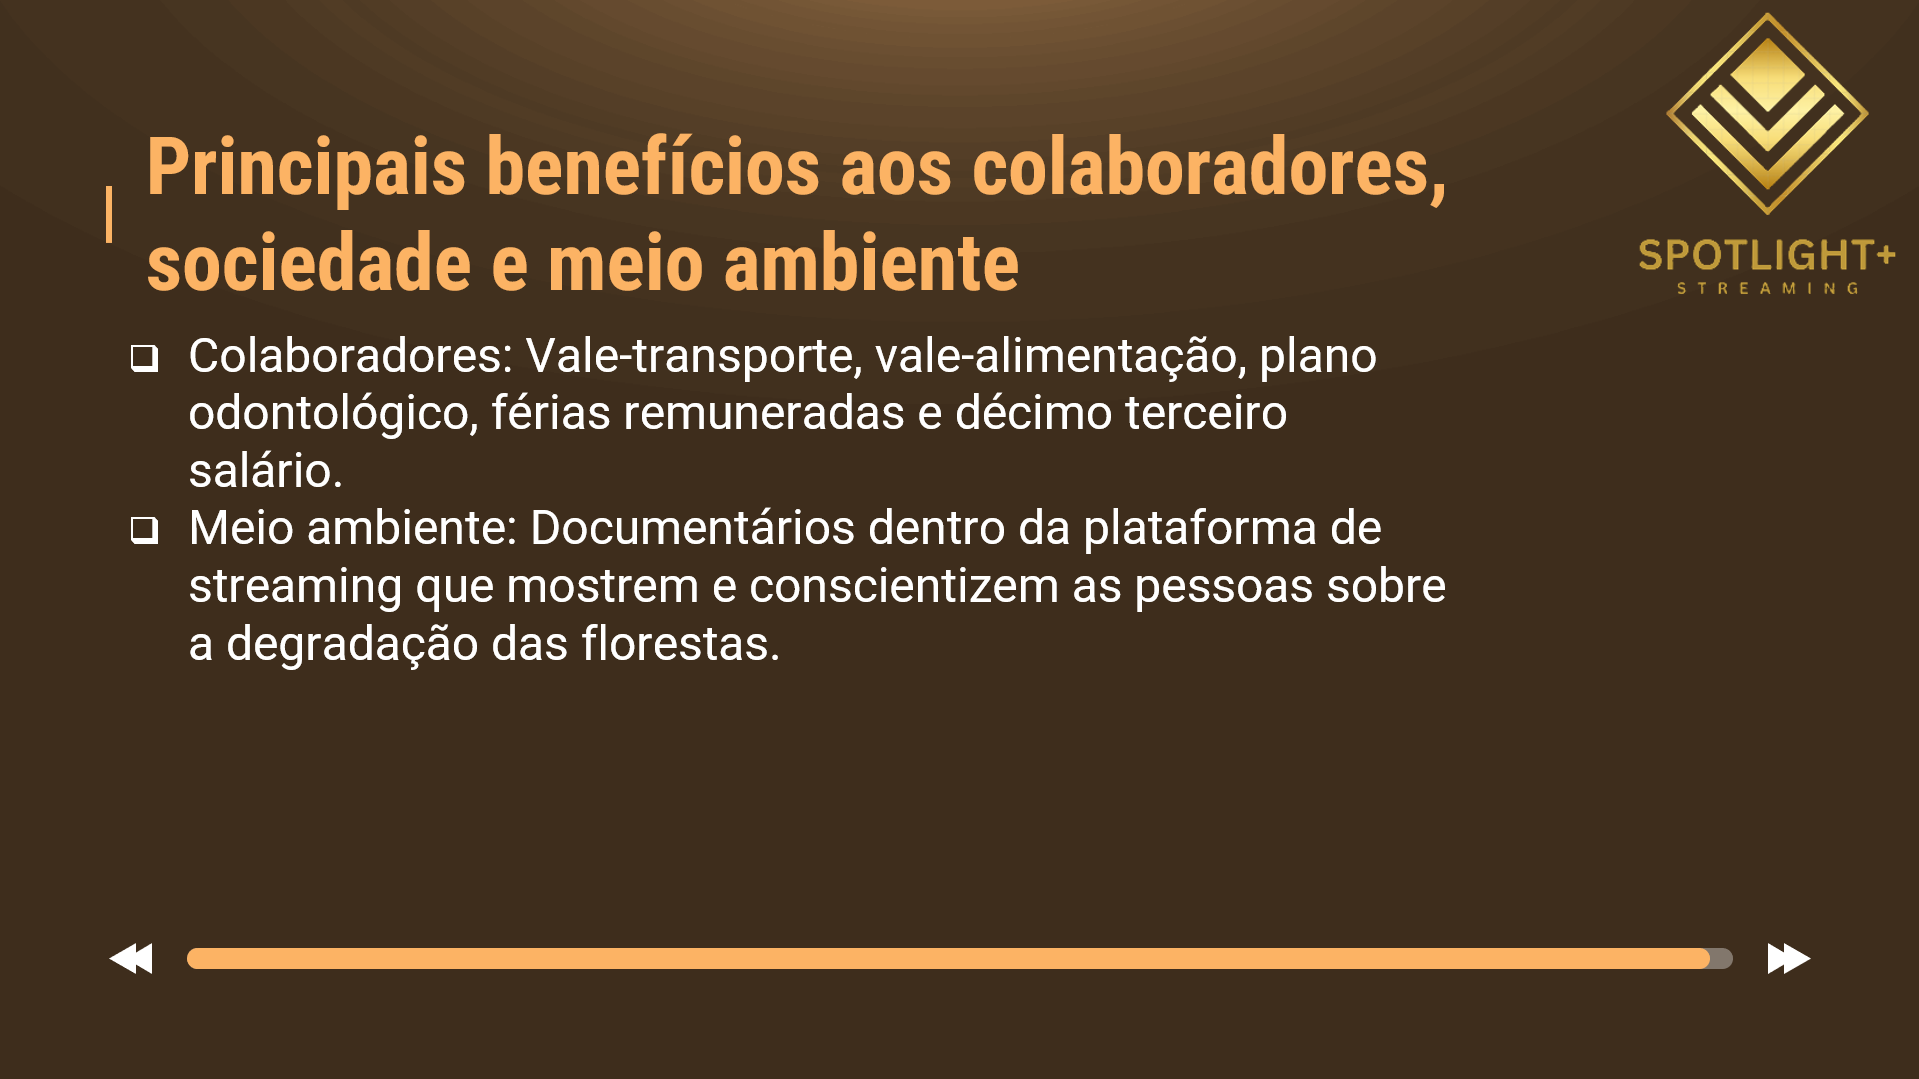 Principais benefícios aos colaboradores,
sociedade e meio ambiente
SPOTLIGHT+
STREAMING
Colaboradores: Vale-transporte, vale-alimentação, plano
odontológico, férias remuneradas e décimo terceiro
salário.
Meio ambiente: Documentários dentro da plataforma de
streaming que mostrem e conscientizem as pessoas sobre
a degradação das florestas.